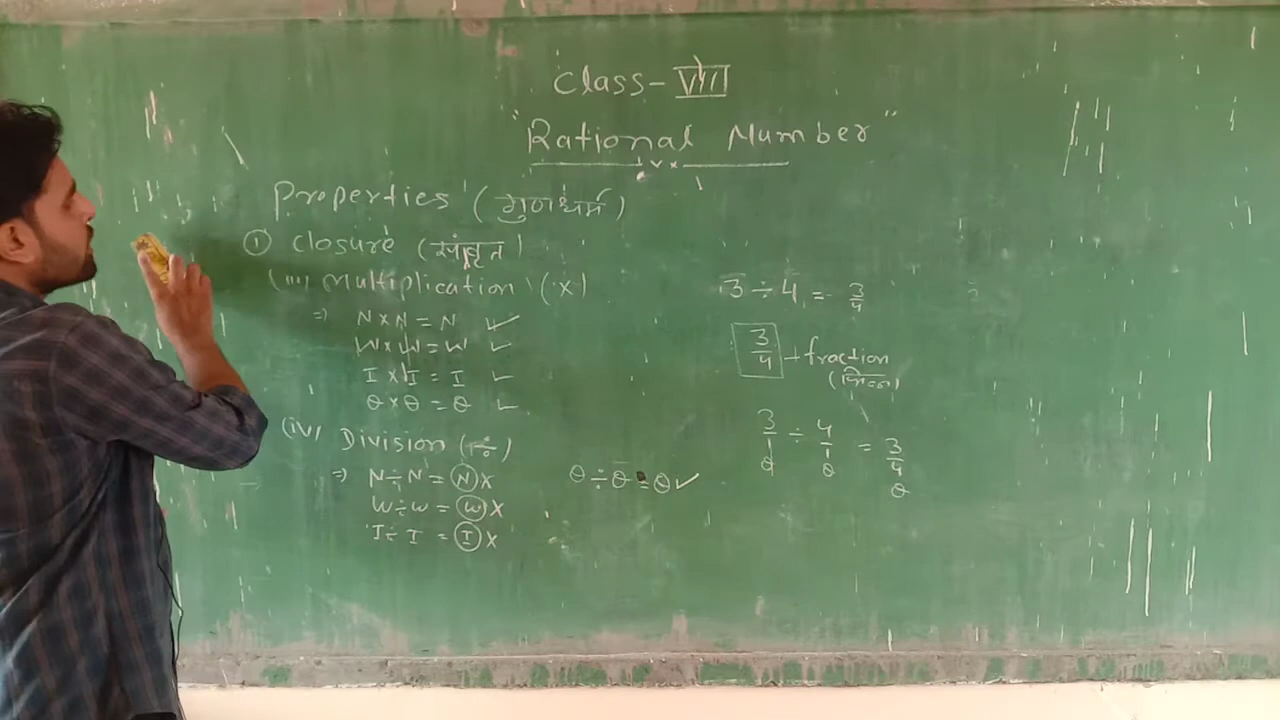 Class-VIII
"Rational Number"
Properties (गुणधर्म)
① Closure (संवृत)
(iii) Multiplication (×)
⇒ N×N = N ✓
W×W = W ✓
I×I = I ✓
Q×Q = Q ✓
(iv) Division (÷)
⇒ N÷N = N ×
W÷W = W ×
I÷I = I ×
Q÷Q = Q ✓
3÷4 = 3/4
3/4 → fraction
(भिन्न)
3/1 ÷ 4/1 = 3/4
Q Q Q